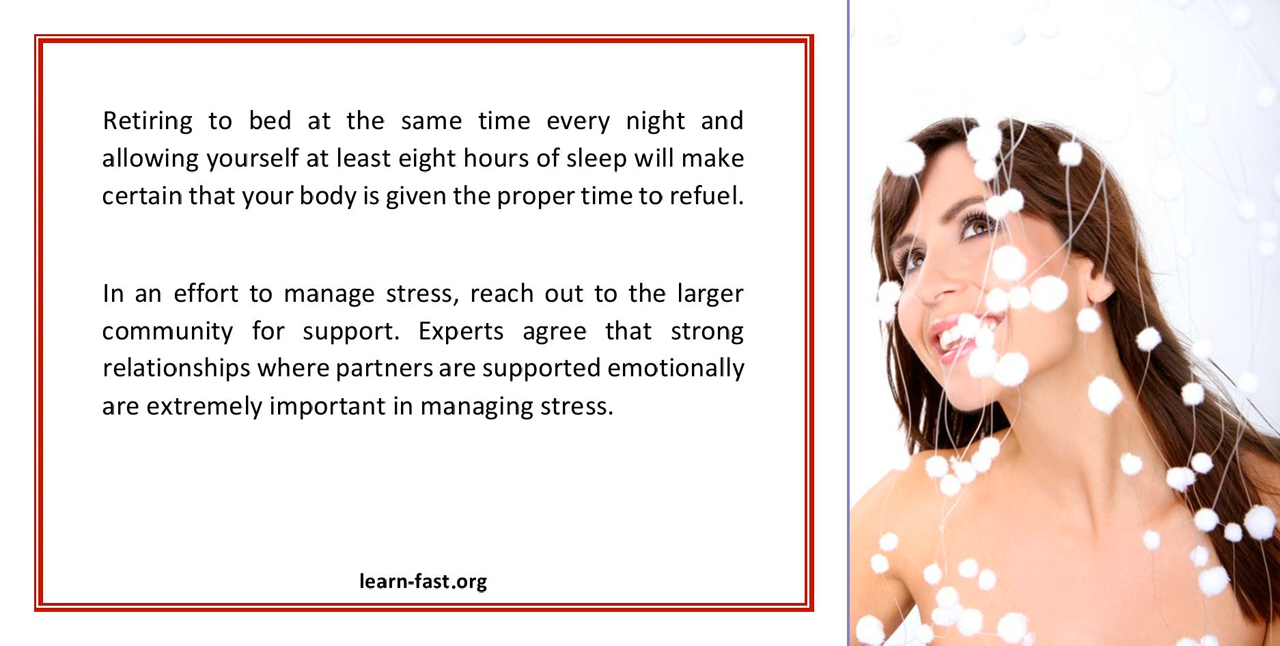 Retiring to bed at the same time every night and
allowing yourself at least eight hours of sleep will make
certain that your body is given the proper time to refuel.
In an effort to manage stress, reach out to the larger
community for support. Experts agree that strong
relationships where partners are supported emotionally
are extremely important in managing stress.
learn-fast.org